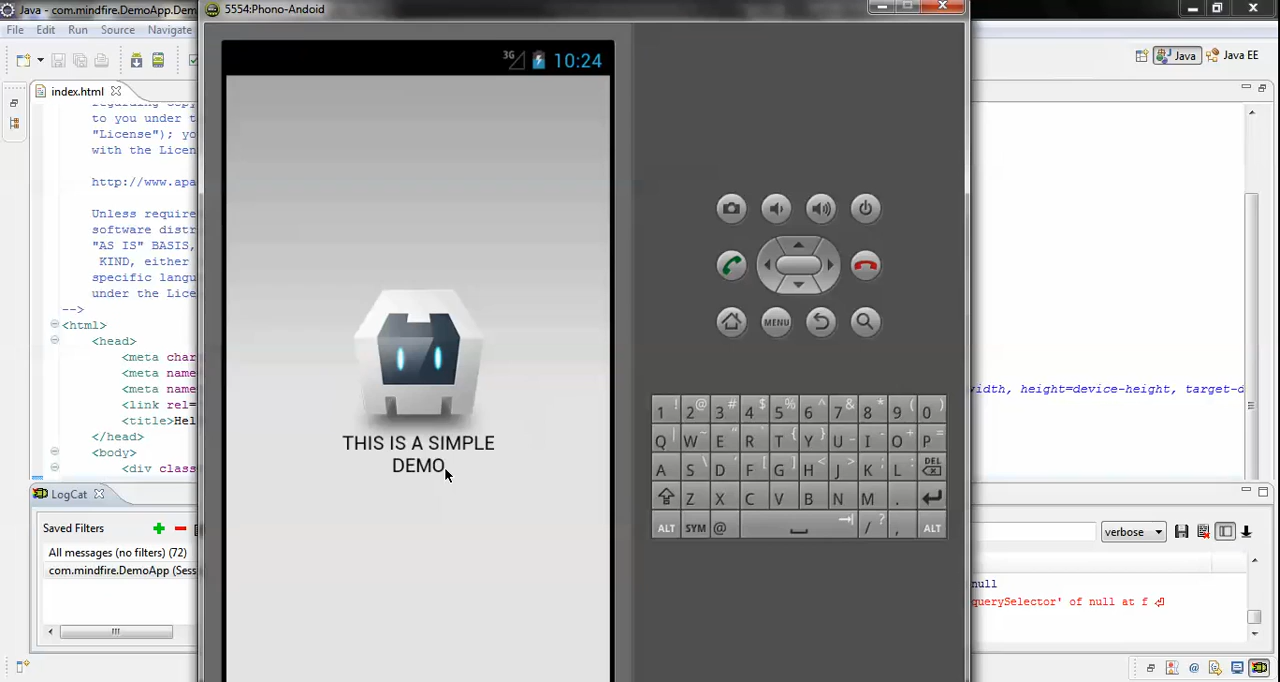 Java - com.mindfire.DemoApp.Dem
5554:Phono-Andoid
File Edit Run Source Navigate
Java Java EE
index.html
to you under t
"License"); yo
with the Licen
http://www.apa
Unless require
software distr
"AS IS" BASIS,
KIND, either
specific langu
under the Lice
-->
<html>
<head>
<meta char
<meta name
<meta name
<link rel=
<title>Hel
</head>
<body>
<div class
3G 10:24
THIS IS A SIMPLE
DEMO
MENU
1 ! 2 @ 3 # 4 $ 5 % 6 ^ 7 & 8 * 9 ( 0 )
Q | W ~ E " R ` T { Y } U _ I - O + P =
A S \ D ' F [ G ] H < J > K ; L : DEL
Z X C V B N M .
ALT SYM @ / ? , ALT
width, height=device-height, target-d
LogCat
Saved Filters
All messages (no filters) (72)
com.mindfire.DemoApp (Sess
verbose
null
querySelector' of null at f